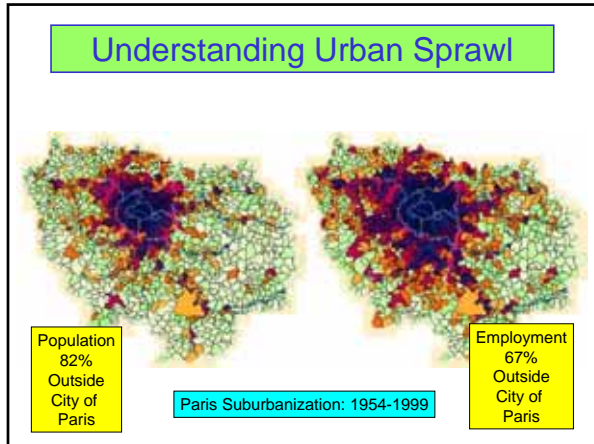 Understanding Urban Sprawl
Population
82%
Outside
City of
Paris
Employment
67%
Outside
City of
Paris
Paris Suburbanization: 1954-1999